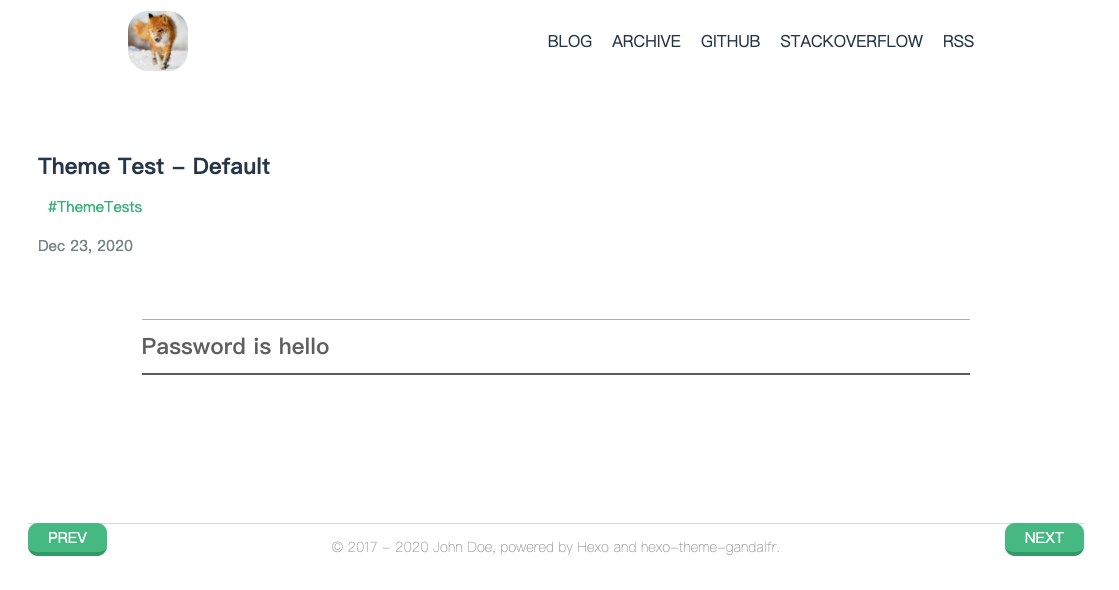 BLOG ARCHIVE GITHUB STACKOVERFLOW RSS
Theme Test - Default
#ThemeTests
Dec 23, 2020
Password is hello
PREV
© 2017 - 2020 John Doe, powered by Hexo and hexo-theme-gandalfr.
NEXT